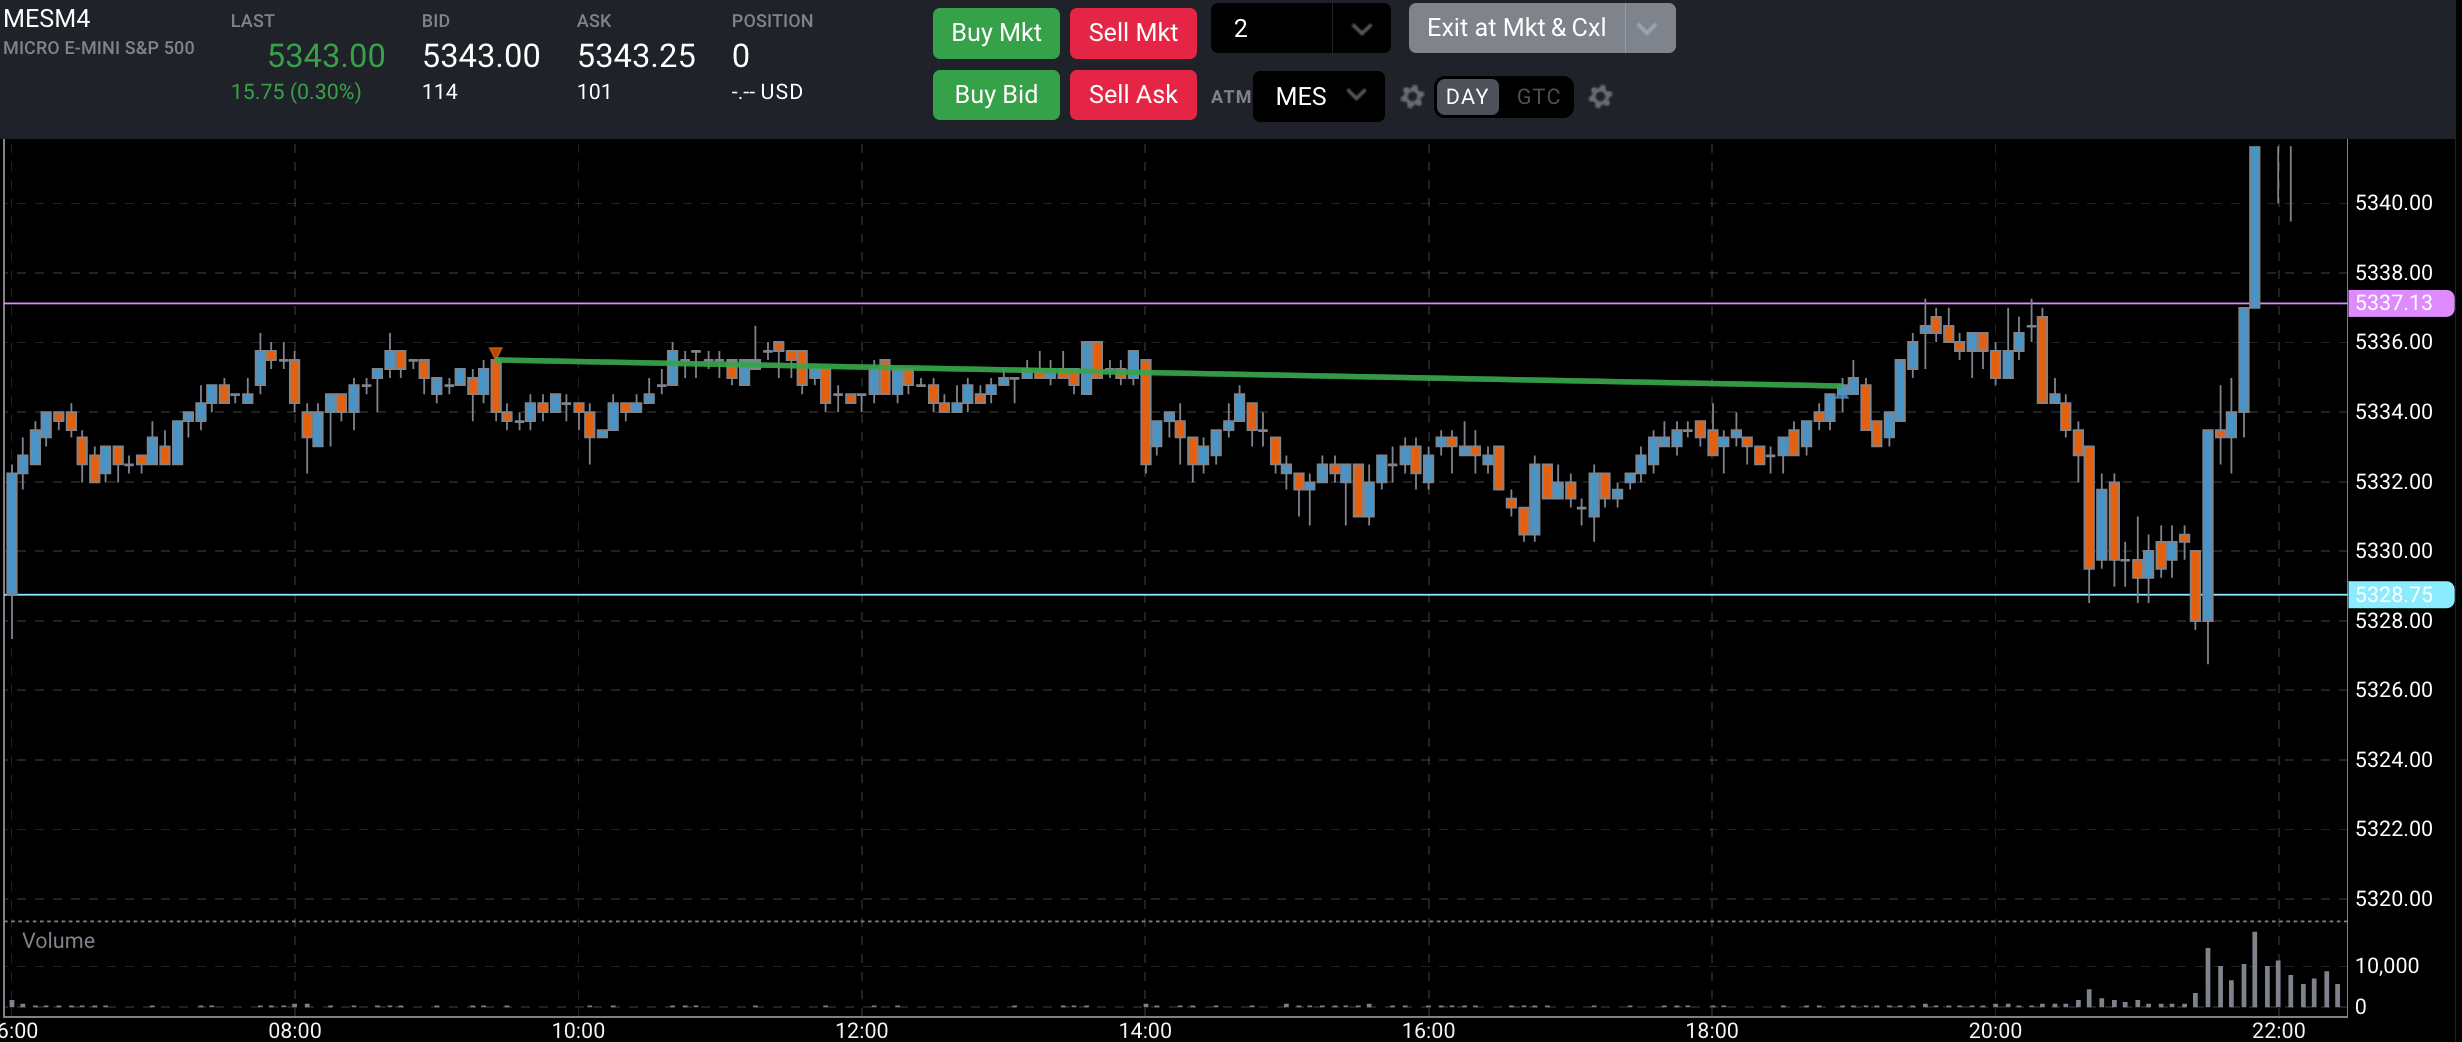 MESM4
MICRO E-MINI S&P 500
LAST
5343.00
15.75 (0.30%)
BID
5343.00
114
ASK
5343.25
101
POSITION
0
-.-- USD
Buy Mkt
Sell Mkt
2
Exit at Mkt & Cxl
Buy Bid
Sell Ask
ATM
MES
DAY
GTC
5340.00
5338.00
5337.13
5336.00
5334.00
5332.00
5330.00
5328.75
5328.00
5326.00
5324.00
5322.00
5320.00
Volume
10,000
0
6:00
08:00
10:00
12:00
14:00
16:00
18:00
20:00
22:00